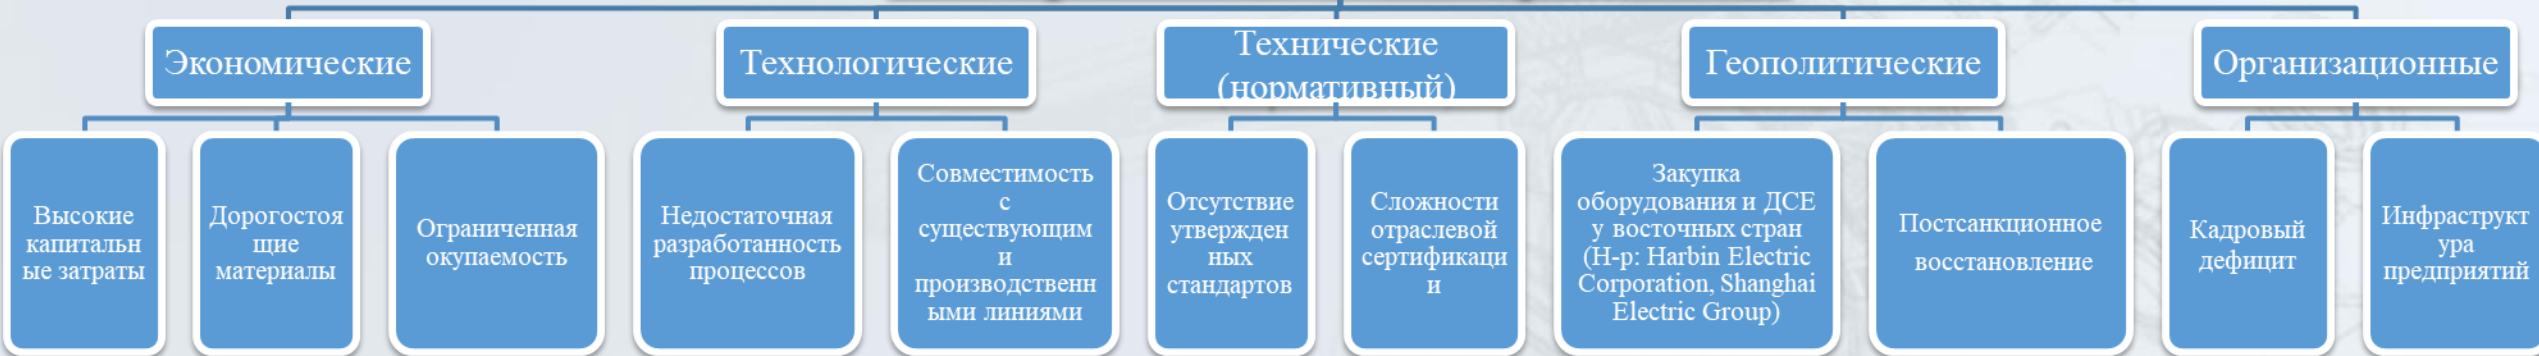 Экономические
Технологические
Технические
(нормативный)
Геополитические
Организационные
Высокие
капитальн
ые затраты
Дорогостоя
щие
материалы
Ограниченная
окупаемость
Недостаточная
разработанность
процессов
Совместимость
с
существующим
и
производственн
ыми линиями
Отсутствие
утвержден
ных
стандартов
Сложности
отраслевой
сертификаци
и
Закупка
оборудования и ДСЕ
у восточных стран
(Н-р: Harbin Electric
Corporation, Shanghai
Electric Group)
Постсанкционное
восстановление
Кадровый
дефицит
Инфраструкт
ура
предприятий